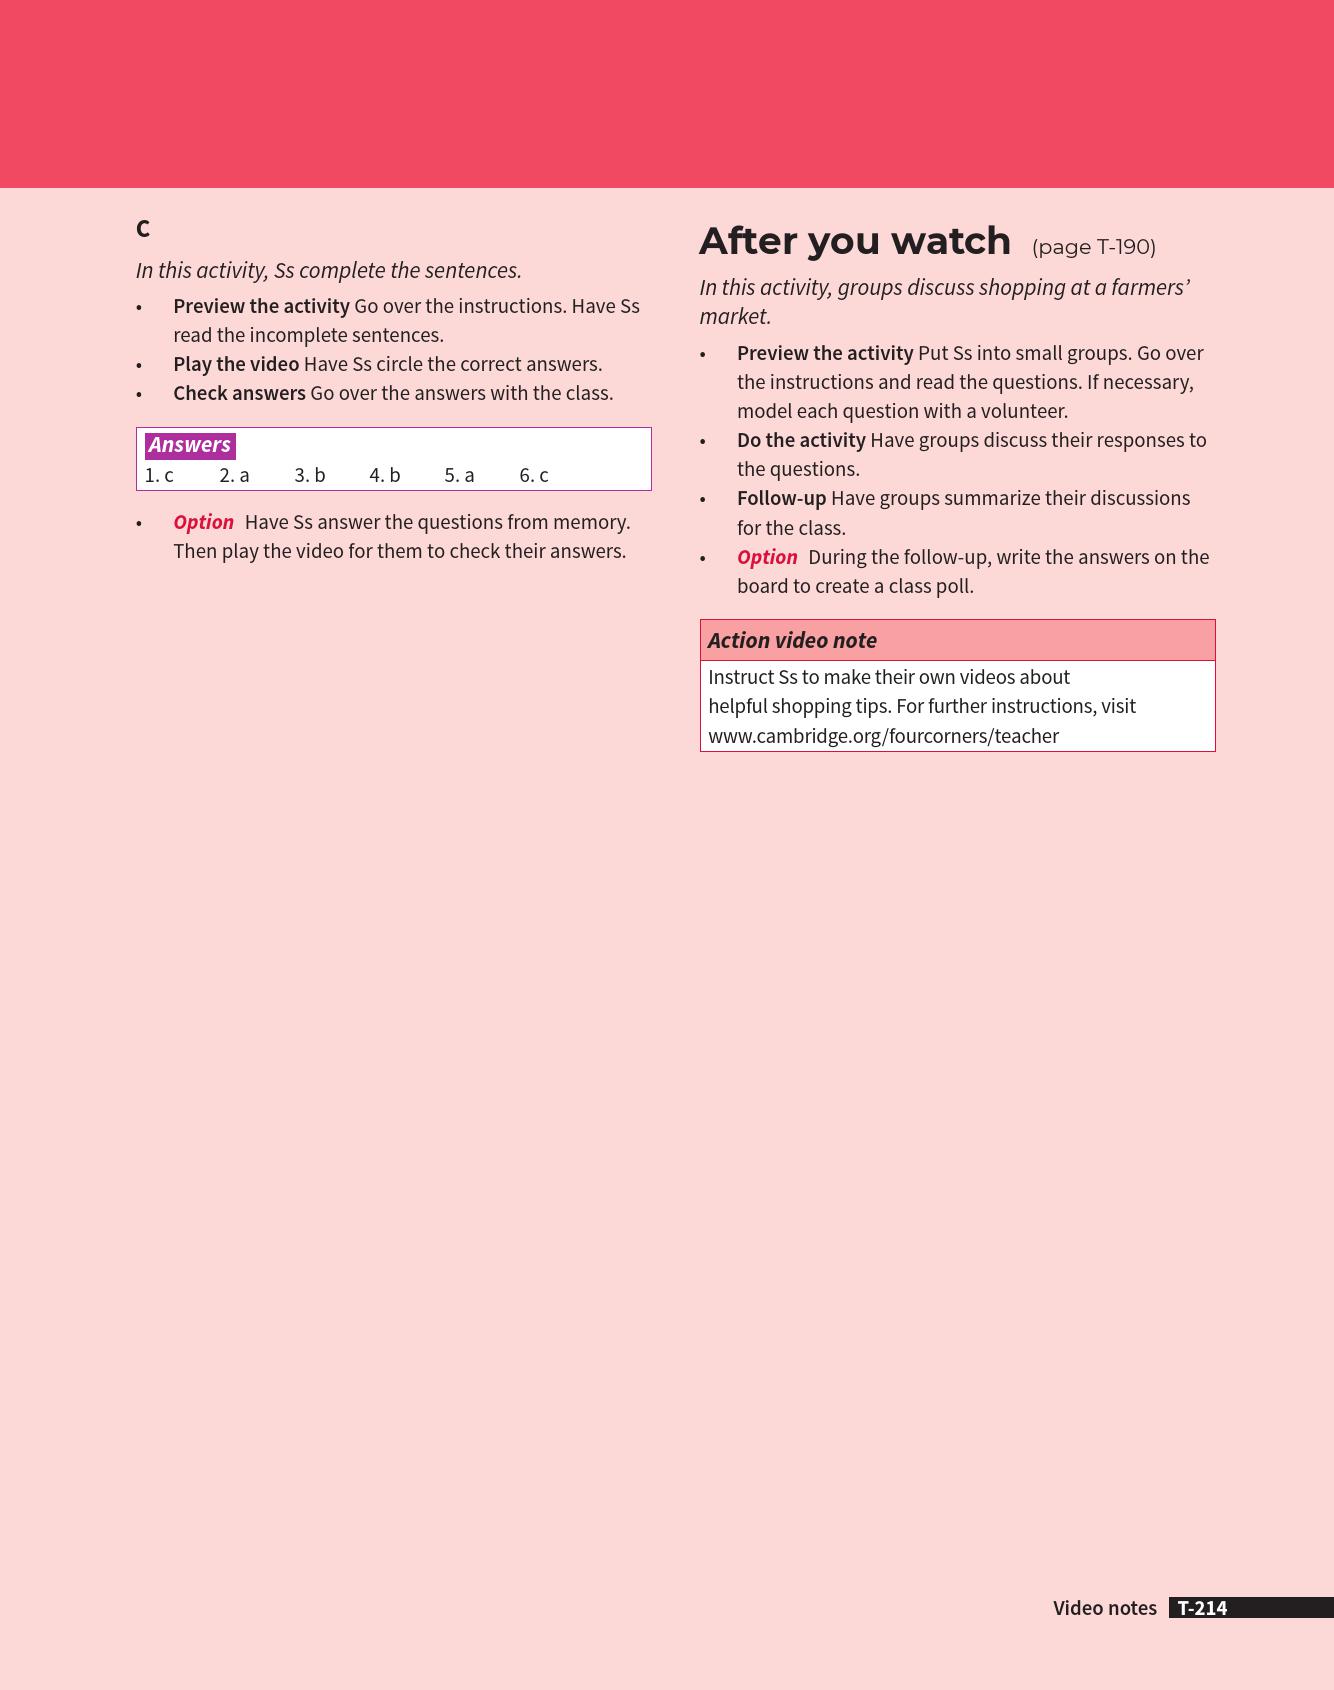 C
In this activity, Ss complete the sentences.
• Preview the activity Go over the instructions. Have Ss
read the incomplete sentences.
• Play the video Have Ss circle the correct answers.
• Check answers Go over the answers with the class.
Answers
1. c 2. a 3. b 4. b 5. a 6. c
• Option Have Ss answer the questions from memory.
Then play the video for them to check their answers.
After you watch (page T-190)
In this activity, groups discuss shopping at a farmers’
market.
• Preview the activity Put Ss into small groups. Go over
the instructions and read the questions. If necessary,
model each question with a volunteer.
• Do the activity Have groups discuss their responses to
the questions.
• Follow-up Have groups summarize their discussions
for the class.
• Option During the follow-up, write the answers on the
board to create a class poll.
Action video note
Instruct Ss to make their own videos about
helpful shopping tips. For further instructions, visit
www.cambridge.org/fourcorners/teacher
Video notes T-214